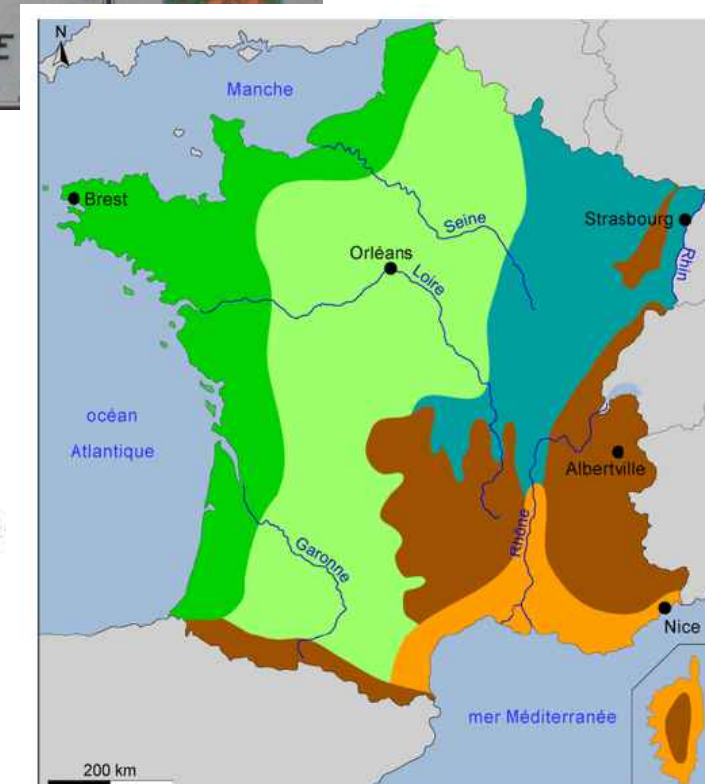 E
N
Manche
Brest
Seine
Strasbourg
Orléans
Loire
Rhin
océan
Atlantique
Albertville
Rhône
Garonne
Nice
mer Méditerranée
200 km